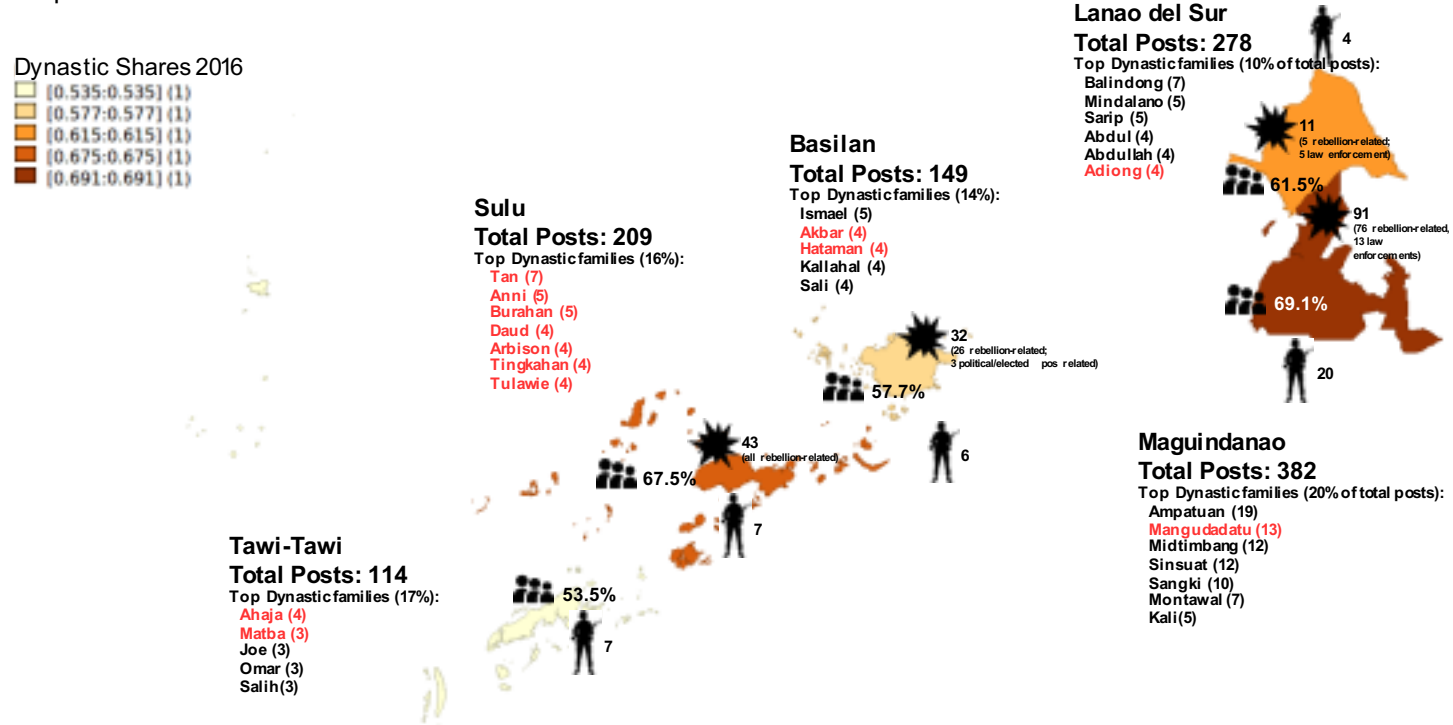 Dynastic Shares 2016
[0.535:0.535] (1)
[0.577:0.577] (1)
[0.615:0.615] (1)
[0.675:0.675] (1)
[0.691:0.691] (1)
Tawi-Tawi
Total Posts: 114
Top Dynastic families (17%):
Ahaja (4)
Matba (3)
Joe (3)
Omar (3)
Salih(3)
53.5%
7
Sulu
Total Posts: 209
Top Dynastic families (16%):
Tan (7)
Anni (5)
Burahan (5)
Daud (4)
Arbison (4)
Tingkahan (4)
Tulawie (4)
43
(all rebellion-related)
67.5%
7
Basilan
Total Posts: 149
Top Dynastic families (14%):
Ismael (5)
Akbar (4)
Hataman (4)
Kallahal (4)
Sali (4)
32
(26 rebellion-related;
3 political/elected pos related)
57.7%
6
Lanao del Sur
Total Posts: 278
Top Dynastic families (10% of total posts):
Balindong (7)
Mindalano (5)
Sarip (5)
Abdul (4)
Abdullah (4)
Adiong (4)
4
11
(5 rebellion-related;
5 law enforcement)
61.5%
91
(76 rebellion-related,
13 law
enforcements)
69.1%
20
Maguindanao
Total Posts: 382
Top Dynastic families (20% of total posts):
Ampatuan (19)
Mangudadatu (13)
Midtimbang (12)
Sinsuat (12)
Sangki (10)
Montawal (7)
Kali(5)